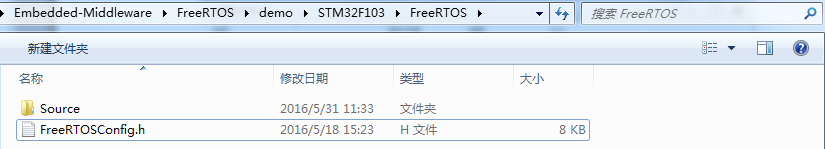 Embedded-Middleware ▸ FreeRTOS ▸ demo ▸ STM32F103 ▸ FreeRTOS ▸ 搜索 FreeRTOS
新建文件夹
名称 修改日期 类型 大小
Source 2016/5/31 11:33 文件夹
FreeRTOSConfig.h 2016/5/18 15:23 H 文件 8 KB